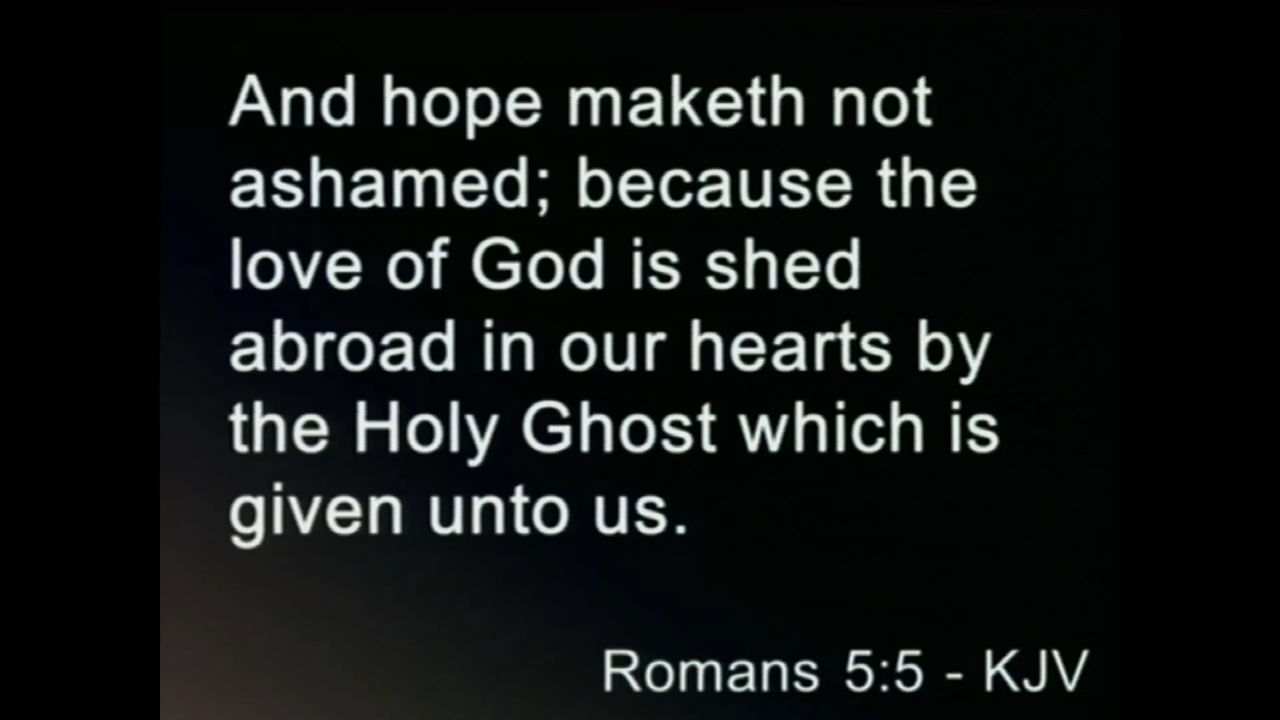 And hope maketh not
ashamed; because the
love of God is shed
abroad in our hearts by
the Holy Ghost which is
given unto us.
Romans 5:5 - KJV